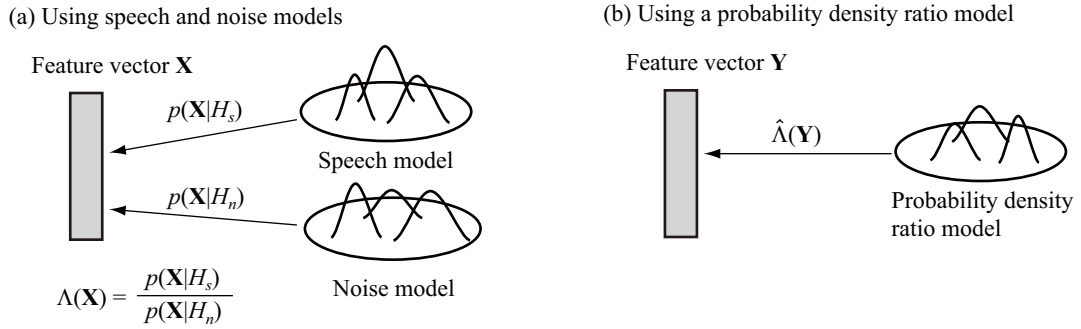 (a) Using speech and noise models
Feature vector X
p(X|Hs)
Speech model
p(X|Hn)
Noise model
Λ(X) = p(X|Hs) / p(X|Hn)
(b) Using a probability density ratio model
Feature vector Y
Λ̂(Y)
Probability density
ratio model